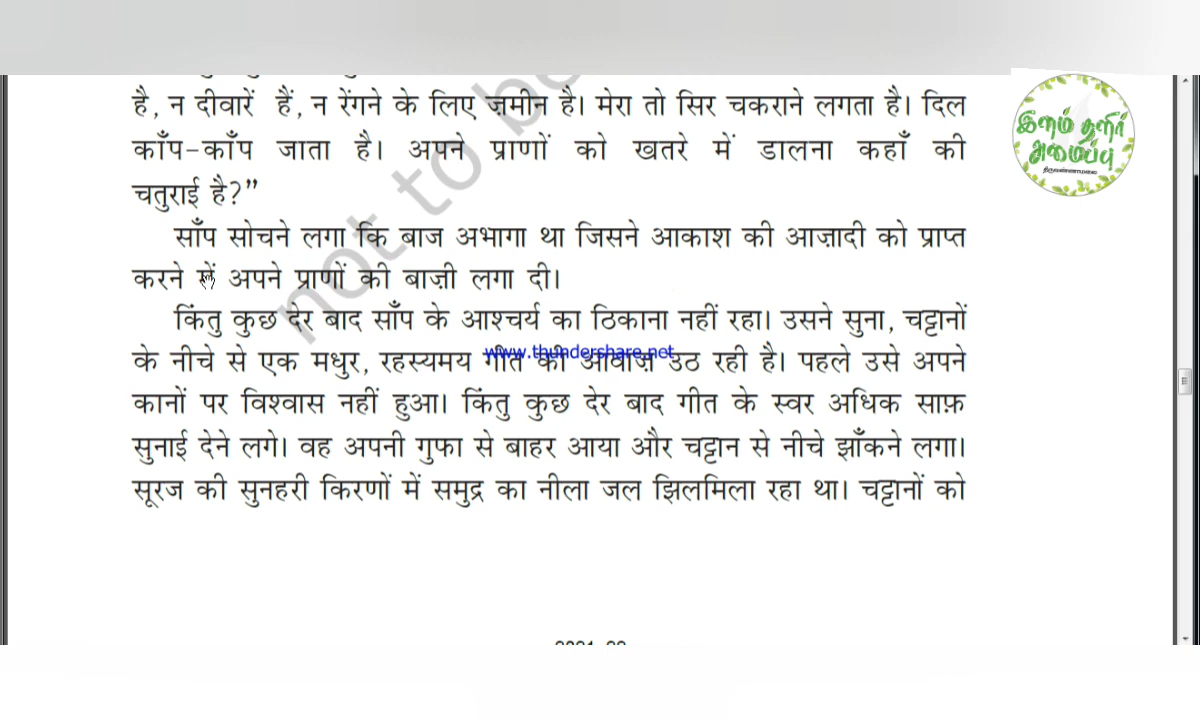 है, न दीवारें हैं, न रेंगने के लिए ज़मीन है। मेरा तो सिर चकराने लगता है। दिल
काँप-काँप जाता है। अपने प्राणों को खतरे में डालना कहाँ की
चतुराई है?”
साँप सोचने लगा कि बाज अभागा था जिसने आकाश की आज़ादी को प्राप्त
करने में अपने प्राणों की बाज़ी लगा दी।
किंतु कुछ देर बाद साँप के आश्चर्य का ठिकाना नहीं रहा। उसने सुना, चट्टानों
के नीचे से एक मधुर, रहस्यमय गीत की आवाज़ उठ रही है। पहले उसे अपने
www.thundershare.net
कानों पर विश्वास नहीं हुआ। किंतु कुछ देर बाद गीत के स्वर अधिक साफ़
सुनाई देने लगे। वह अपनी गुफा से बाहर आया और चट्टान से नीचे झाँकने लगा।
सूरज की सुनहरी किरणों में समुद्र का नीला जल झिलमिला रहा था। चट्टानों को
not to be
இளம் தளிர்
அமைப்பு